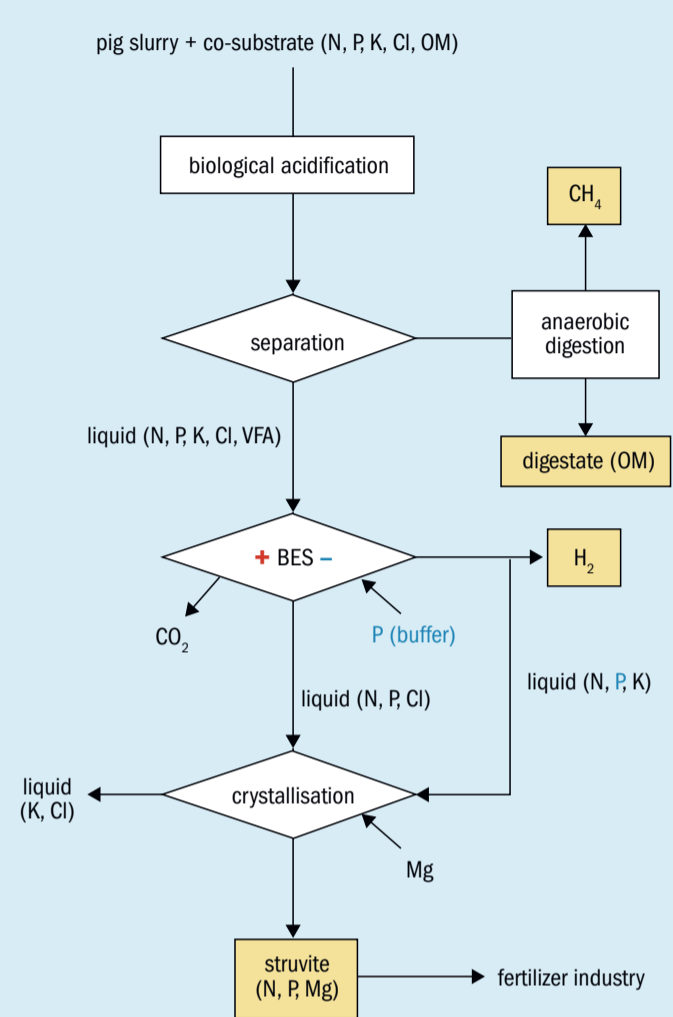 pig slurry + co-substrate (N, P, K, Cl, OM)
biological acidification
CH₄
separation
anaerobic
digestion
liquid (N, P, K, Cl, VFA)
digestate (OM)
+ BES –
H₂
CO₂
P (buffer)
liquid (N, P, K)
liquid (N, P, Cl)
liquid
(K, Cl)
crystallisation
Mg
struvite
(N, P, Mg)
fertilizer industry